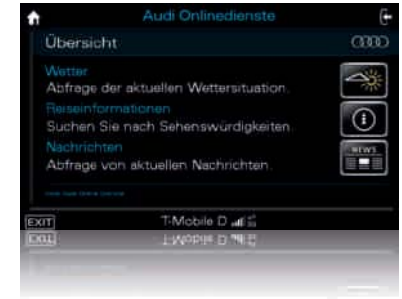 Audi Onlinedienste
Übersicht
Wetter
Abfrage der aktuellen Wettersituation.
Reiseinformationen
Suchen Sie nach Sehenswürdigkeiten.
Nachrichten
NEWS
Abfrage von aktuellen Nachrichten.
EXIT
T-Mobile D